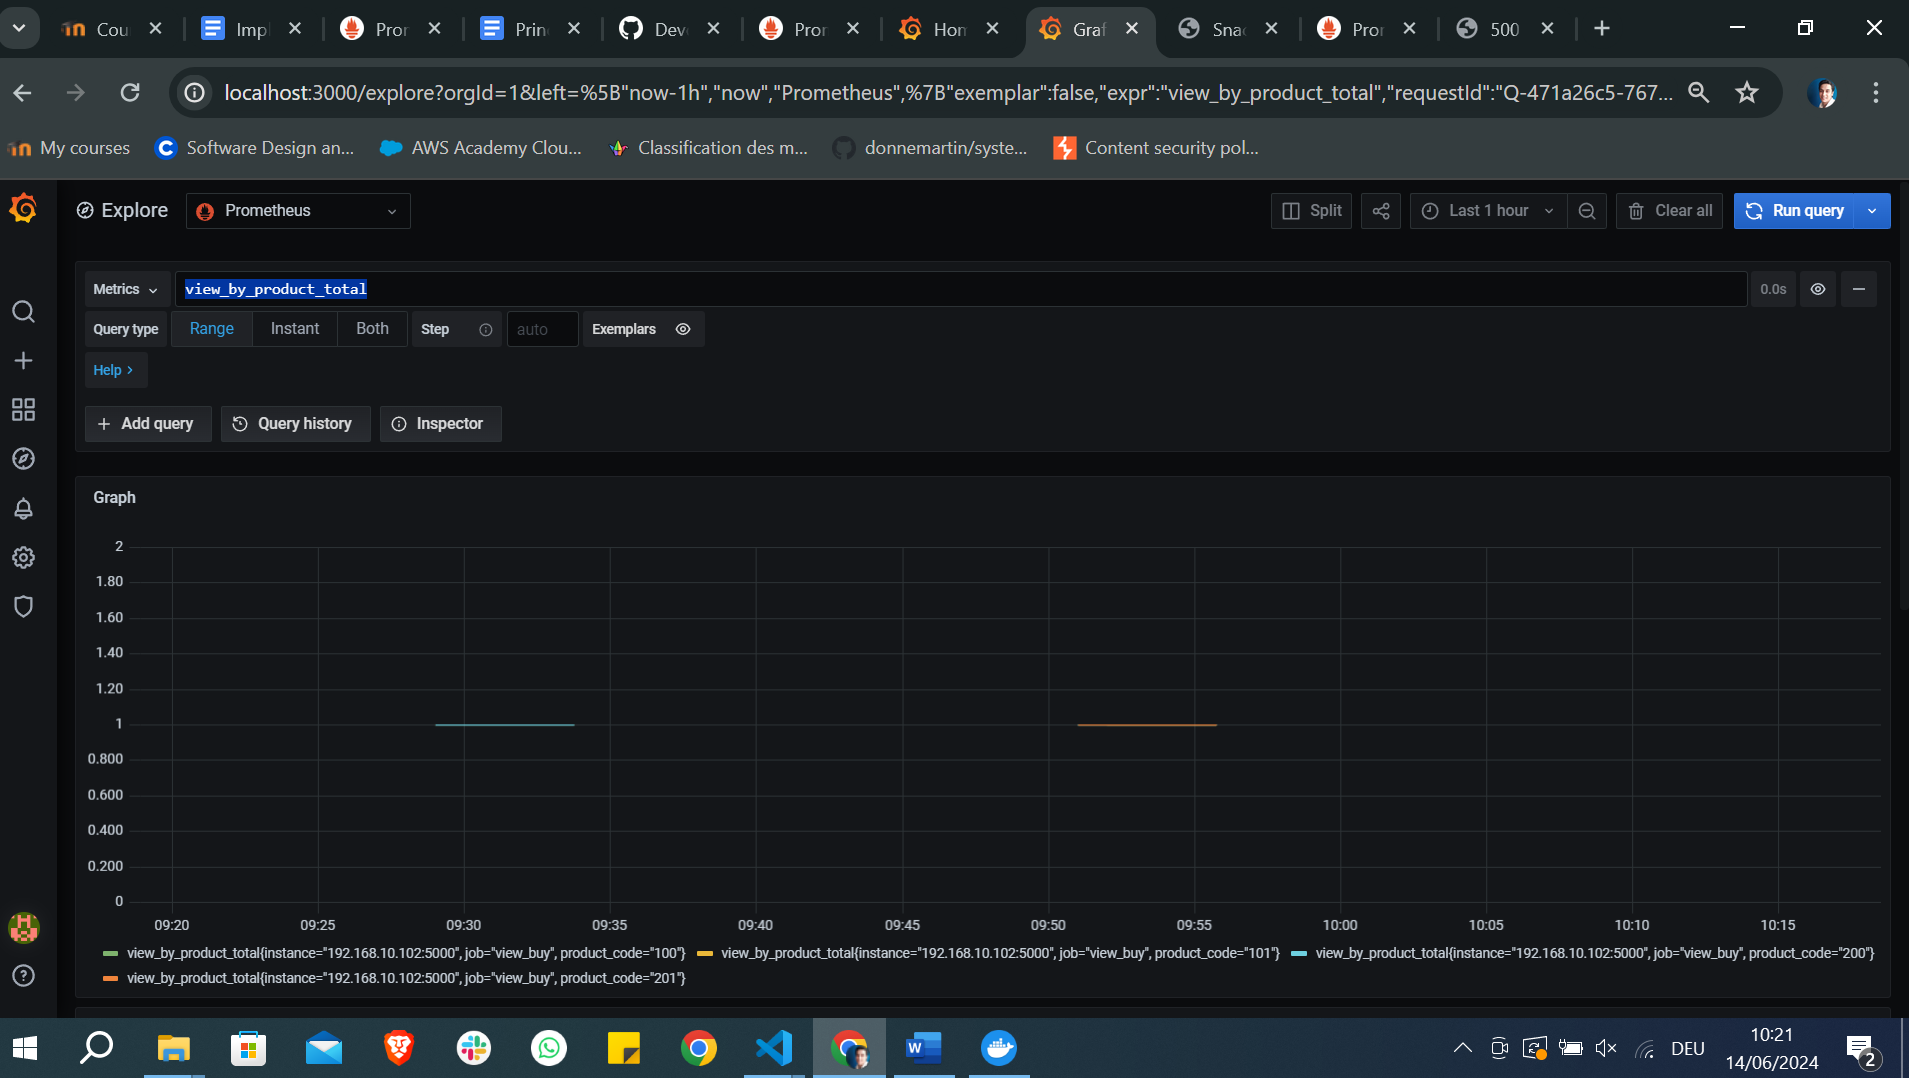 Cou
Impl
Pror
Princ
Deve
Pror
Hom
Graf
Snac
Pror
500
localhost:3000/explore?orgId=1&left=%5B"now-1h","now","Prometheus",%7B"exemplar":false,"expr":"view_by_product_total","requestId":"Q-471a26c5-767...
My courses
Software Design an...
AWS Academy Clou...
Classification des m...
donnemartin/syste...
Content security pol...
Explore
Prometheus
Split
Last 1 hour
Clear all
Run query
Metrics
view_by_product_total
0.0s
Query type
Range
Instant
Both
Step
auto
Exemplars
Help >
Add query
Query history
Inspector
Graph
2
1.80
1.60
1.40
1.20
1
0.800
0.600
0.400
0.200
0
09:20 09:25 09:30 09:35 09:40 09:45 09:50 09:55 10:00 10:05 10:10 10:15
view_by_product_total{instance="192.168.10.102:5000", job="view_buy", product_code="100"}
view_by_product_total{instance="192.168.10.102:5000", job="view_buy", product_code="101"}
view_by_product_total{instance="192.168.10.102:5000", job="view_buy", product_code="200"}
view_by_product_total{instance="192.168.10.102:5000", job="view_buy", product_code="201"}
DEU
10:21
14/06/2024
2